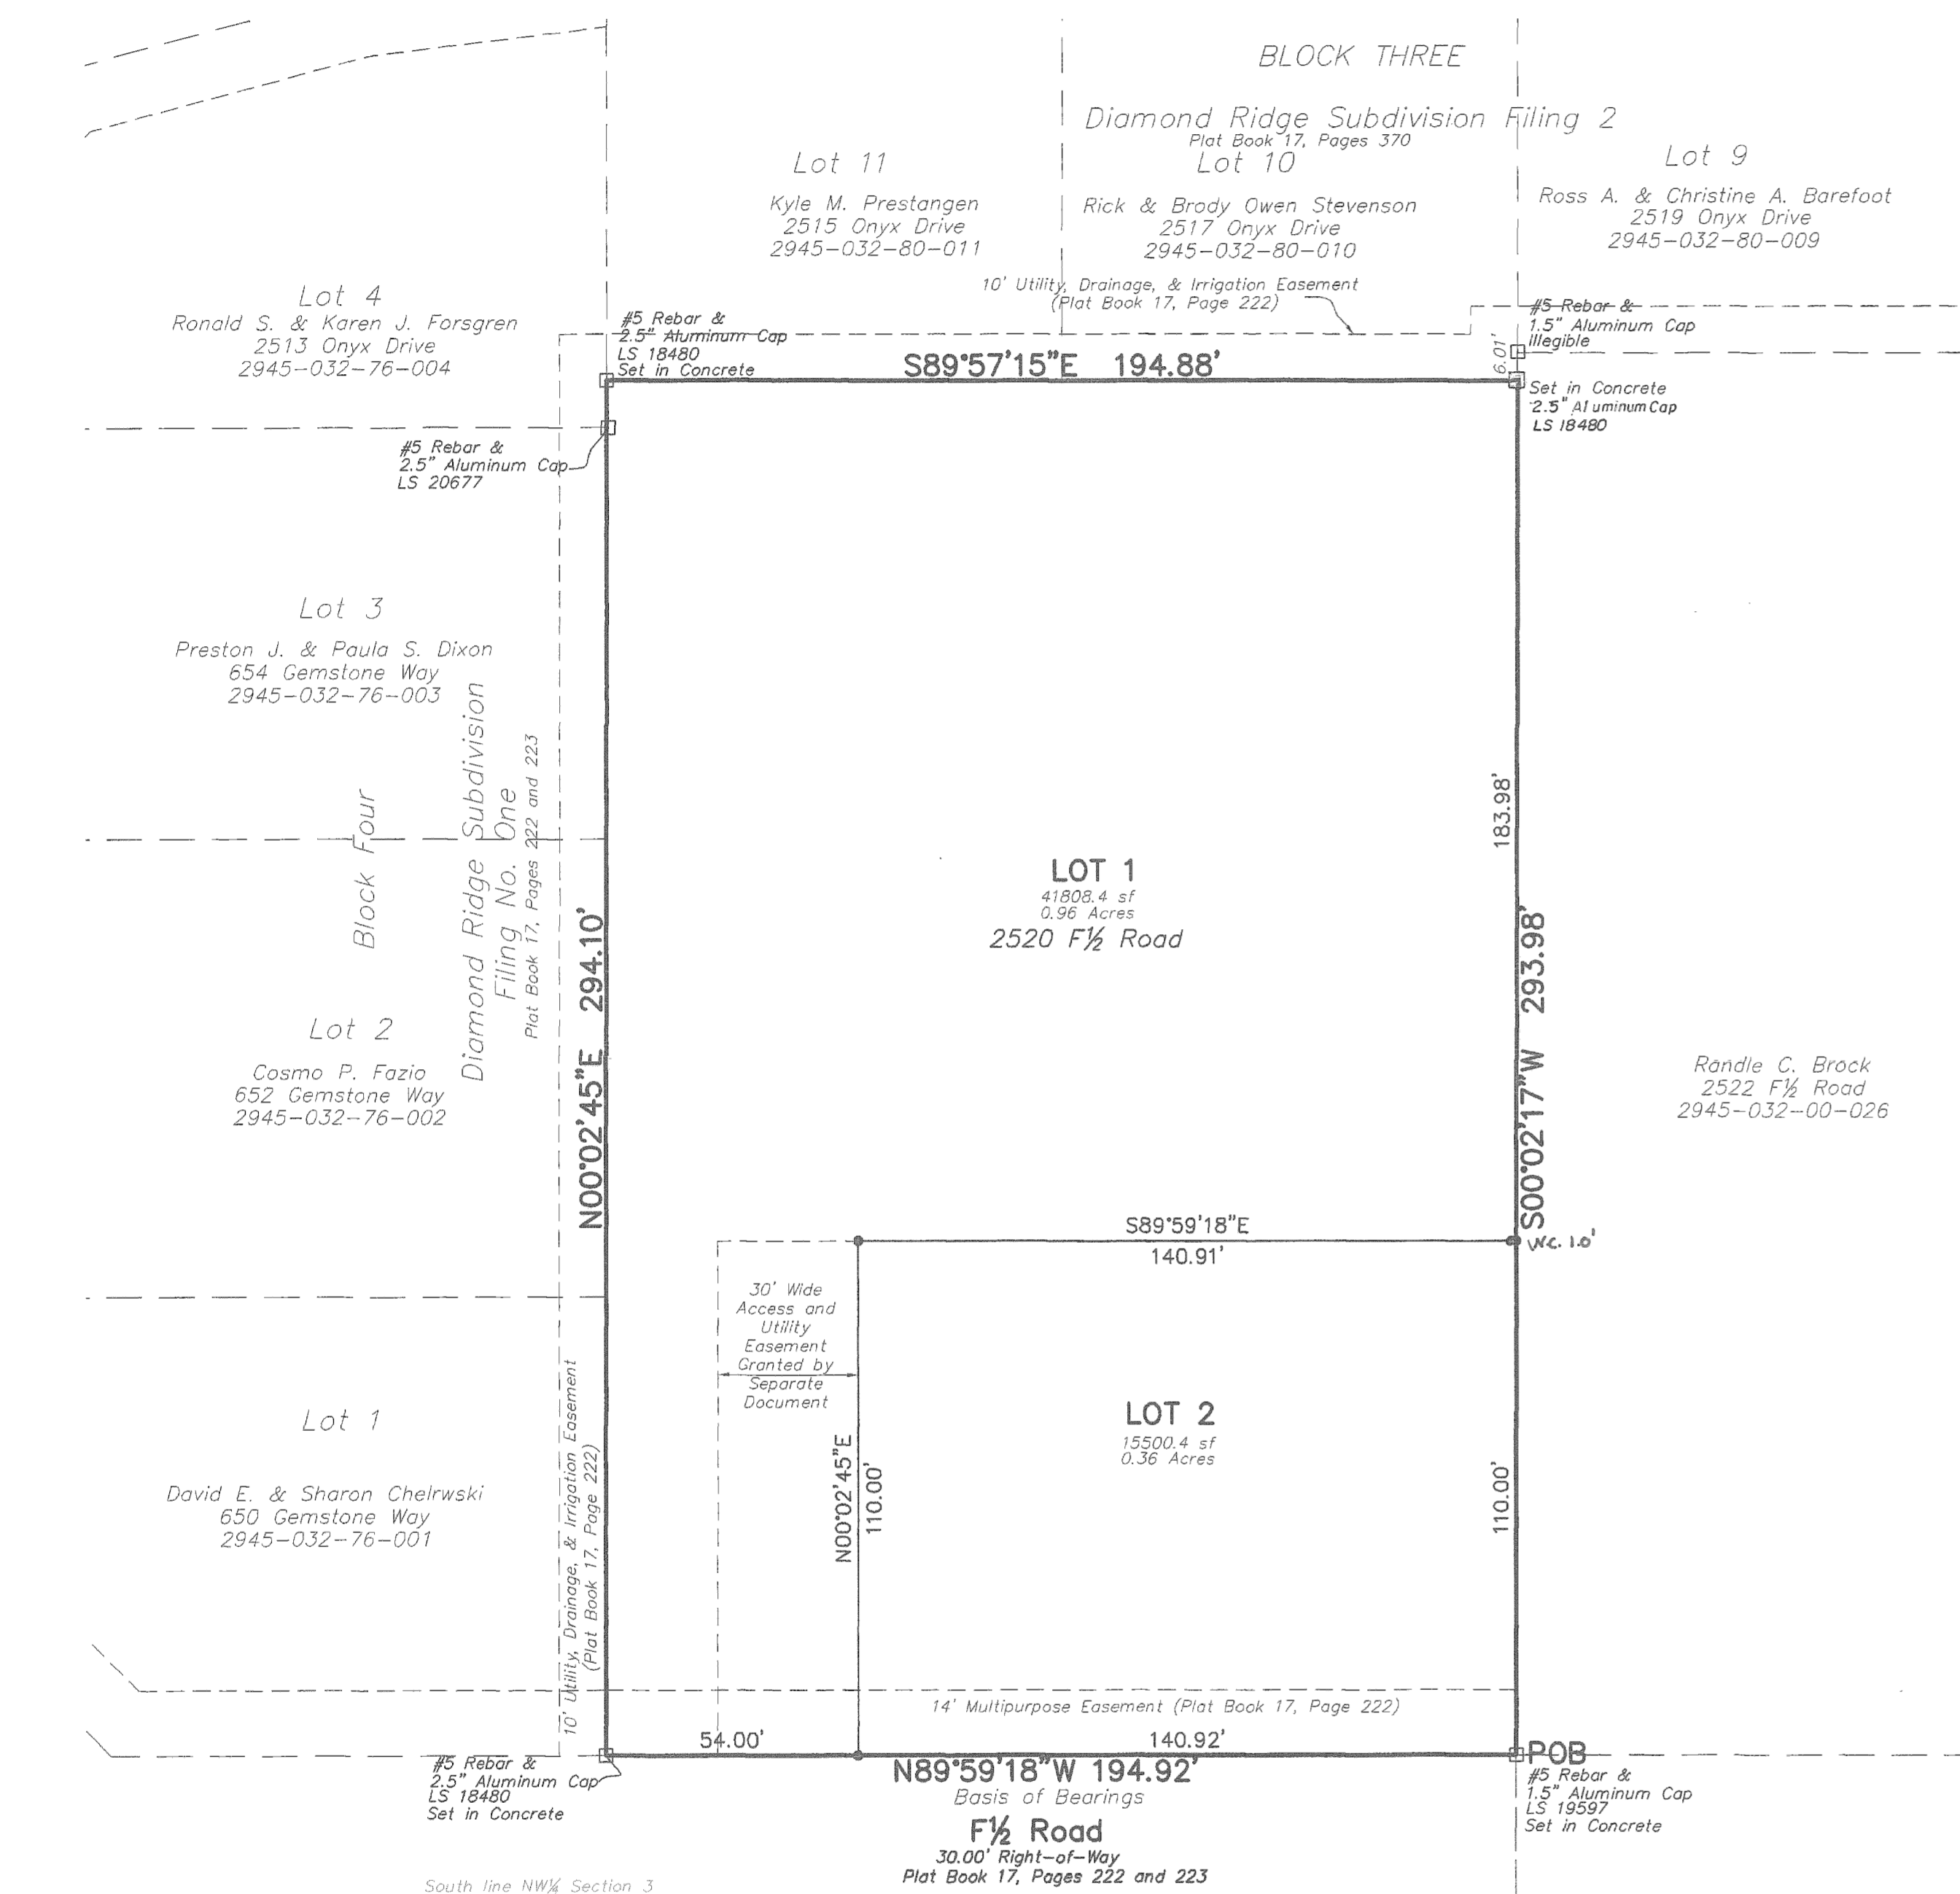 BLOCK THREE
Diamond Ridge Subdivision Filing 2
Plat Book 17, Pages 370
Lot 11
Kyle M. Prestangen
2515 Onyx Drive
2945-032-80-011
Lot 10
Rick & Brody Owen Stevenson
2517 Onyx Drive
2945-032-80-010
Lot 9
Ross A. & Christine A. Barefoot
2519 Onyx Drive
2945-032-80-009
10' Utility, Drainage, & Irrigation Easement
(Plat Book 17, Page 222)
Lot 4
Ronald S. & Karen J. Forsgren
2513 Onyx Drive
2945-032-76-004
#5 Rebar &
2.5" Aluminum Cap
LS 18480
Set in Concrete
S89°57'15"E 194.88'
6.01'
#5 Rebar &
1.5" Aluminum Cap
Illegible
Set in Concrete
2.5" Aluminum Cap
LS 18480
#5 Rebar &
2.5" Aluminum Cap
LS 20677
Lot 3
Preston J. & Paula S. Dixon
654 Gemstone Way
2945-032-76-003
Block Four
Diamond Ridge Subdivision
Filing No. One
Plat Book 17, Pages 222 and 223
N00°02'45"E 294.10'
LOT 1
41808.4 sf
0.96 Acres
2520 F½ Road
183.98'
S00°02'17"W 293.98'
Lot 2
Cosmo P. Fazio
652 Gemstone Way
2945-032-76-002
Randle C. Brock
2522 F½ Road
2945-032-00-026
S89°59'18"E
140.91'
W.C. 1.0'
30' Wide
Access and
Utility
Easement
Granted by
Separate
Document
N00°02'45"E
110.00'
LOT 2
15500.4 sf
0.36 Acres
110.00'
Lot 1
David E. & Sharon Chelrwski
650 Gemstone Way
2945-032-76-001
10' Utility, Drainage, & Irrigation Easement
(Plat Book 17, Page 222)
14' Multipurpose Easement (Plat Book 17, Page 222)
54.00'
140.92'
#5 Rebar &
2.5" Aluminum Cap
LS 18480
Set in Concrete
N89°59'18"W 194.92'
Basis of Bearings
F½ Road
30.00' Right-of-Way
Plat Book 17, Pages 222 and 223
POB
#5 Rebar &
1.5" Aluminum Cap
LS 19597
Set in Concrete
South line NW¼ Section 3